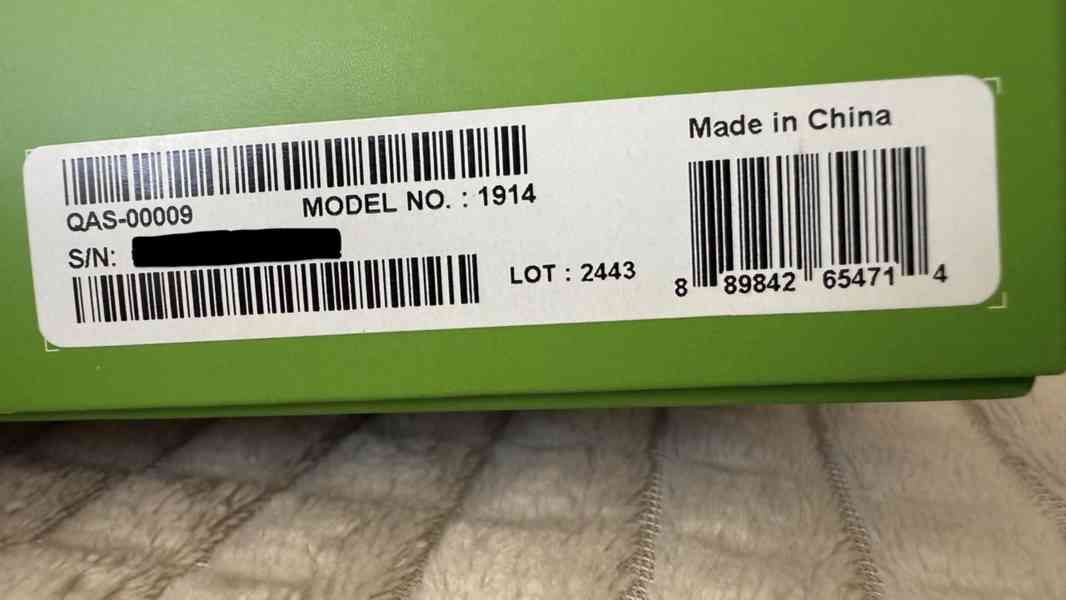 QAS-00009 MODEL NO. : 1914
S/N:
LOT : 2443
Made in China
8 89842 65471 4